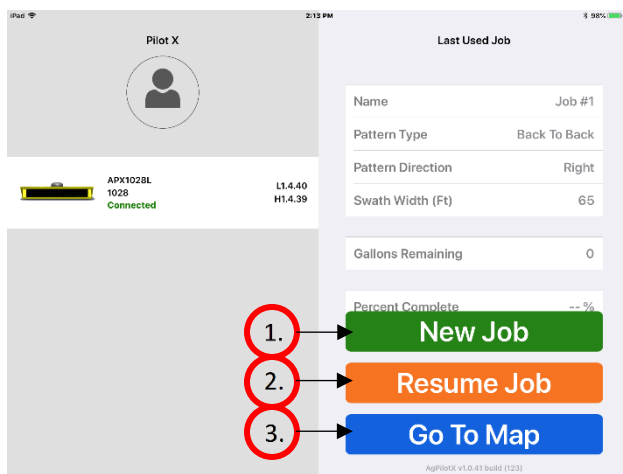 iPad 2:13 PM 98%
Pilot X
APX1028L
1028
Connected
L1.4.40
H1.4.39
Last Used Job
Name Job #1
Pattern Type Back To Back
Pattern Direction Right
Swath Width (Ft) 65
Gallons Remaining 0
Percent Complete -- %
1. New Job
2. Resume Job
3. Go To Map
AgPilotX v1.0.41 build (123)